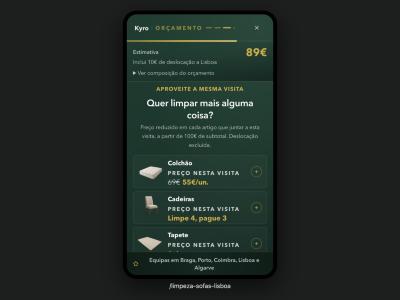 Kyro ORÇAMENTO
Estimativa 89€
Inclui 10€ de deslocação a Lisboa
▶ Ver composição do orçamento
APROVEITE A MESMA VISITA
Quer limpar mais alguma
coisa?
Preço reduzido em cada artigo que juntar a esta
visita, a partir de 100€ de subtotal. Deslocação
excluída.
Colchão
PREÇO NESTA VISITA
69€ 55€/un.
Cadeiras
PREÇO NESTA VISITA
Limpe 4, pague 3
Tapete
PREÇO NESTA VISITA
Equipas em Braga, Porto, Coimbra, Lisboa e
Algarve
/limpeza-sofas-lisboa